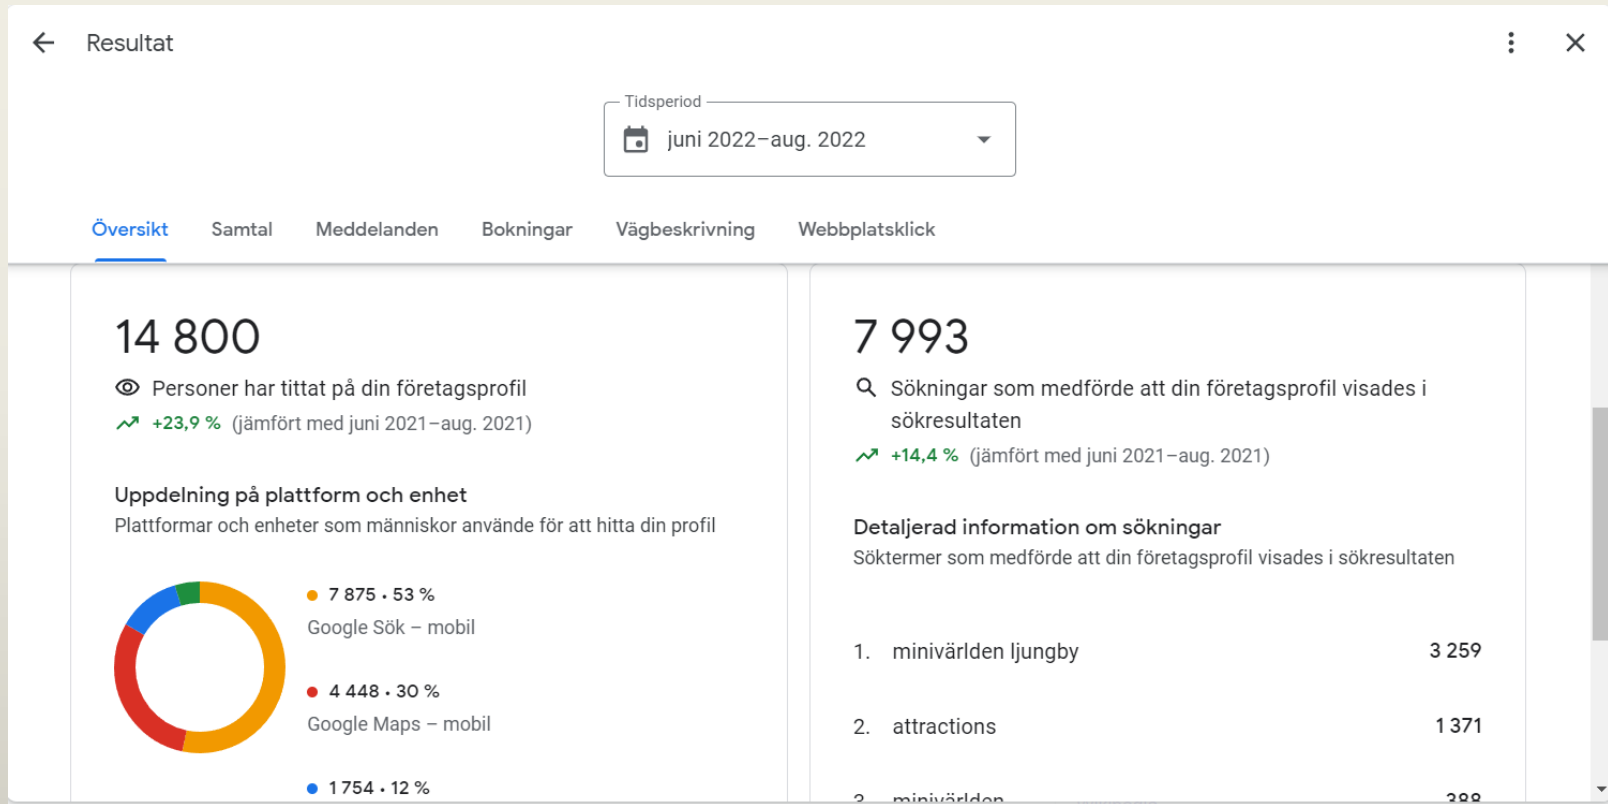 Resultat
Tidsperiod
juni 2022–aug. 2022
Översikt Samtal Meddelanden Bokningar Vägbeskrivning Webbplatsklick
14 800
Personer har tittat på din företagsprofil
+23,9 % (jämfört med juni 2021–aug. 2021)
Uppdelning på plattform och enhet
Plattformar och enheter som människor använde för att hitta din profil
7 875 • 53 %
Google Sök – mobil
4 448 • 30 %
Google Maps – mobil
1 754 • 12 %
7 993
Sökningar som medförde att din företagsprofil visades i
sökresultaten
+14,4 % (jämfört med juni 2021–aug. 2021)
Detaljerad information om sökningar
Söktermer som medförde att din företagsprofil visades i sökresultaten
1. minivärlden ljungby 3 259
2. attractions 1 371
3. minivärlden 388